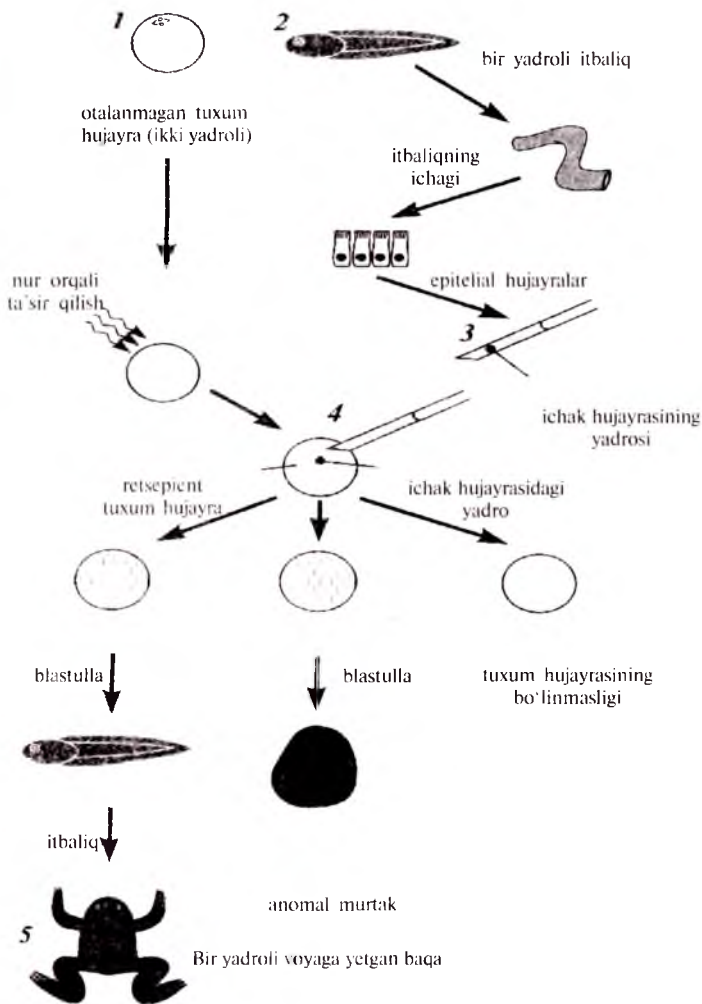 1
2
bir yadroli itbaliq
otalanmagan tuxum
hujayra (ikki yadroli)
itbaliqning
ichagi
nur orqali
ta'sir qilish
epitelial hujayralar
3
4
ichak hujayrasining
yadrosi
retsepient
tuxum hujayra
ichak hujayrasidagi
yadro
blastulla
blastulla
tuxum hujayrasining
bo‘linmasligi
itbaliq
anomal murtak
5
Bir yadroli voyaga yetgan baqa